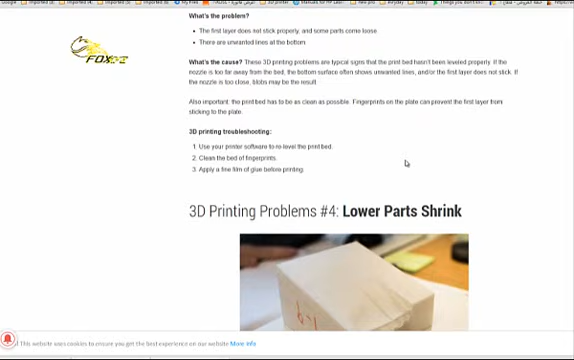 What's the problem?
The first layer does not stick properly, and some parts come loose
There are unwanted lines at the bottom
What's the cause? These 3D printing problems are typical signs that the print bed hasn't been leveled properly. If the
nozzle is too far away from the bed, the bottom surface often shows unwanted lines, and/or the first layer does not stick. If
the nozzle is too close, blobs may be the result.
Also important: the print bed has to be as clean as possible. Fingerprints on the plate can prevent the first layer from
sticking to the plate.
3D printing troubleshooting:
1. Use your printer software to re-level the print bed.
2. Clean the bed of fingerprints.
3. Apply a fine film of glue before printing.
3D Printing Problems #4: Lower Parts Shrink
This website uses cookies to ensure you get the best experience on our website More info